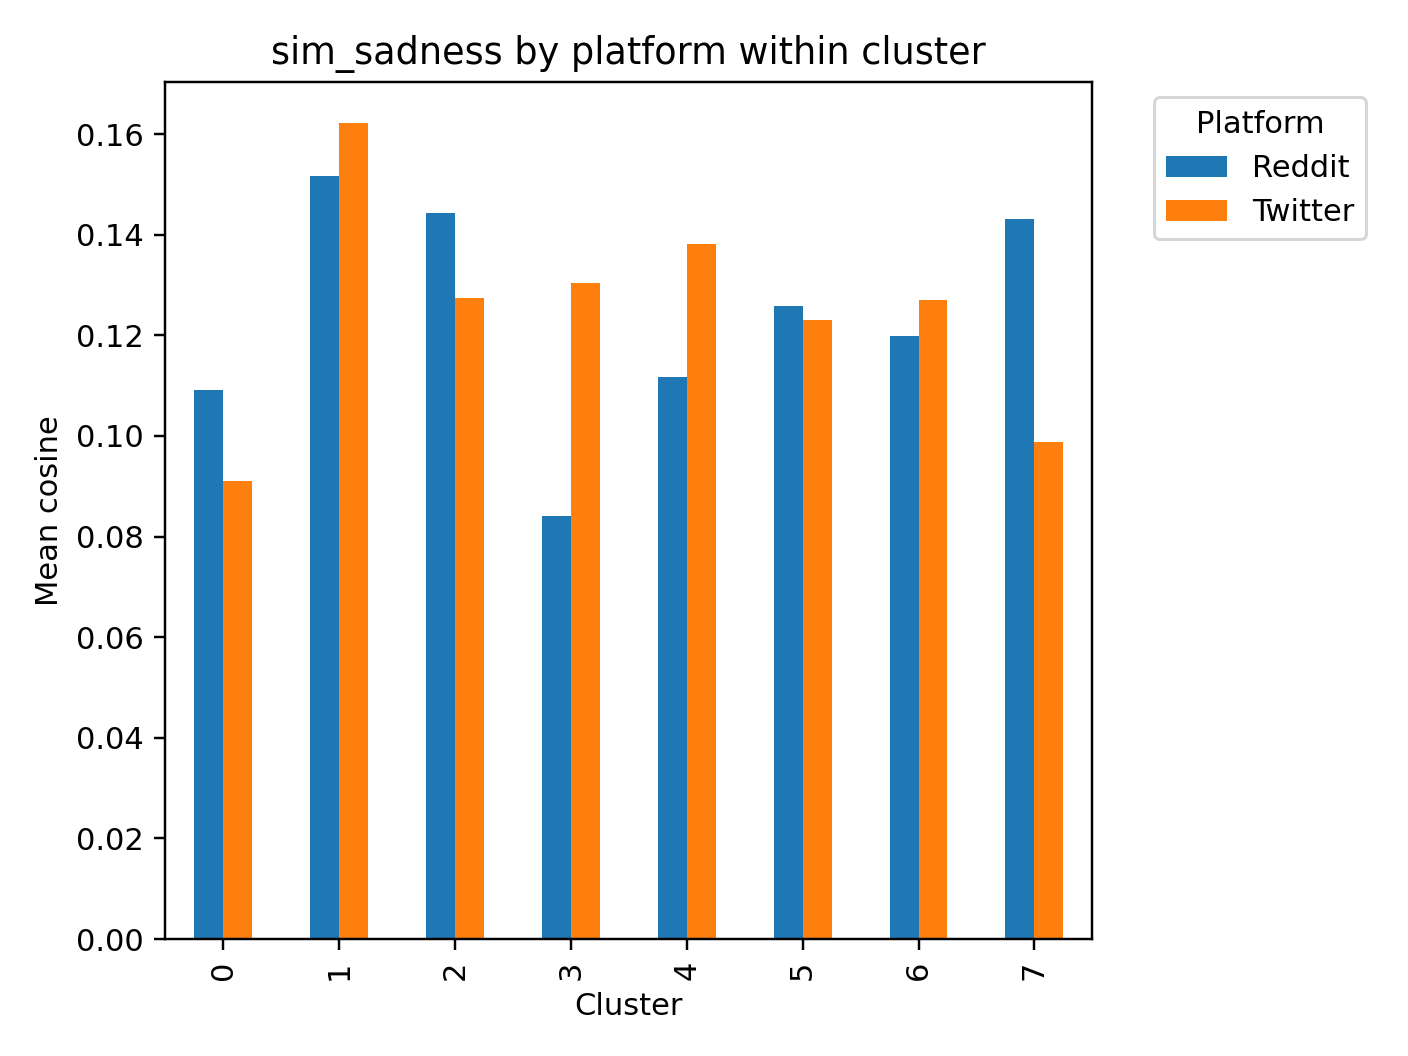 sim_sadness by platform within cluster
Platform
Reddit
Twitter
Mean cosine
0.16
0.14
0.12
0.10
0.08
0.06
0.04
0.02
0.00
0 1 2 3 4 5 6 7
Cluster